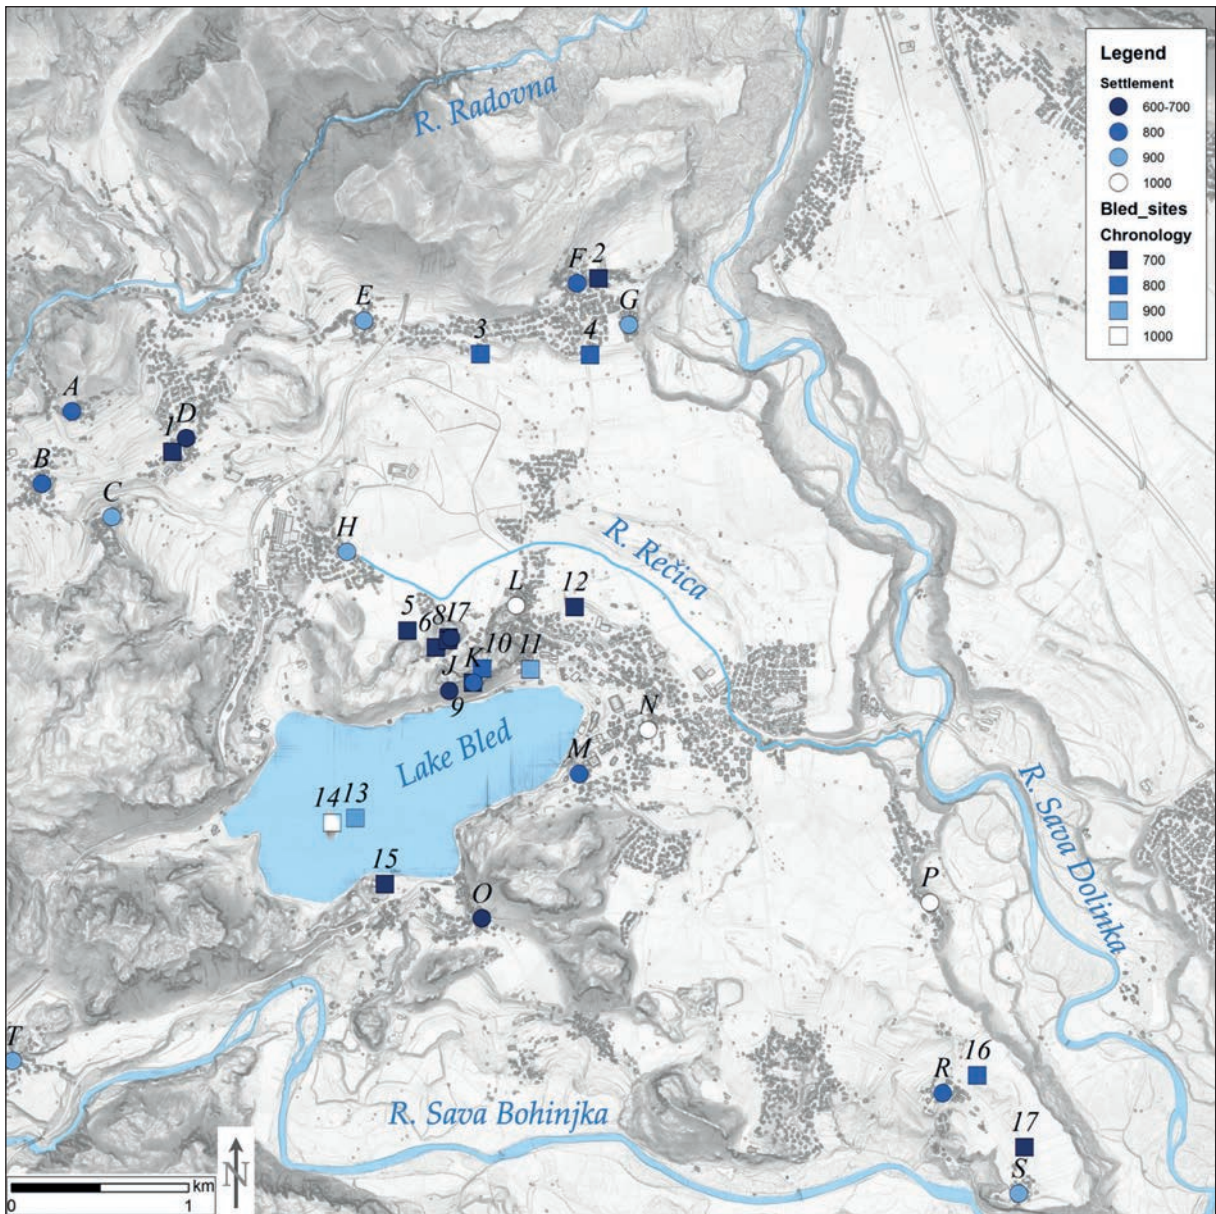 Legend
Settlement
600-700
800
900
1000
Bled_sites
Chronology
700
800
900
1000
R. Radovna
F 2
E
G
3 4
A
1 D
B
C
H
R. Rečica
L
12
5
6 8 I 7
10 11
J K
9
Lake Bled
N
M
14 13
R. Sava Dolinka
15
O
P
T
16
R
R. Sava Bohinjka
17
S
N
km
0 1